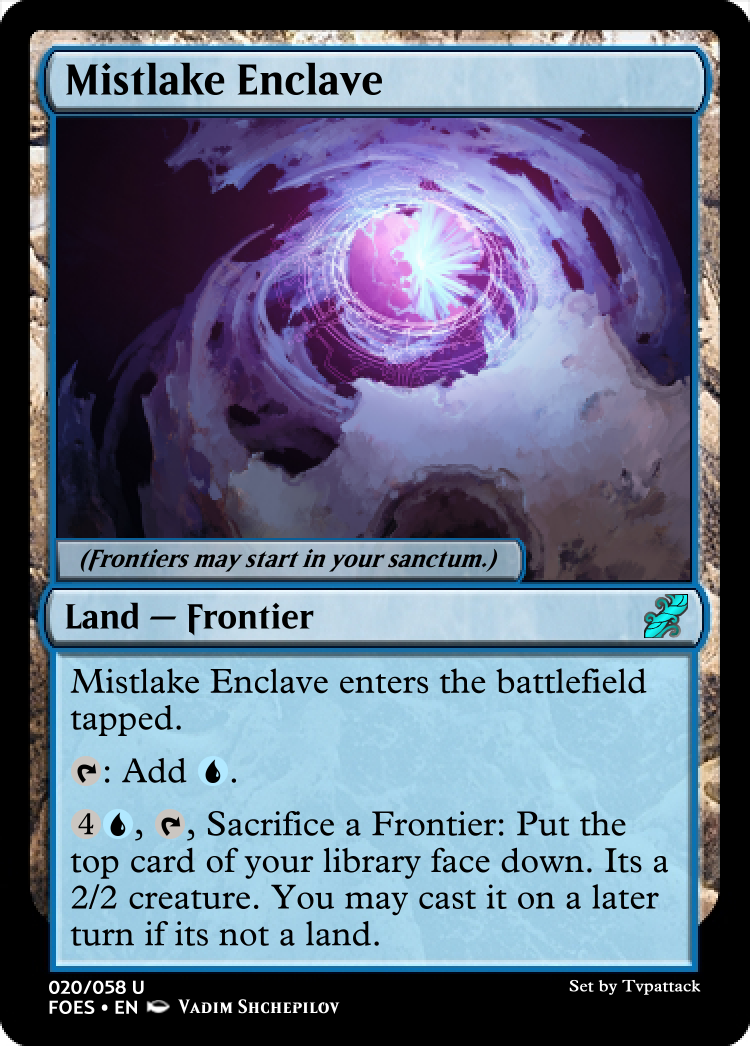 Mistlake Enclave
(Frontiers may start in your sanctum.)
Land — Frontier
Mistlake Enclave enters the battlefield
tapped.
: Add .
4, , Sacrifice a Frontier: Put the
top card of your library face down. Its a
2/2 creature. You may cast it on a later
turn if its not a land.
020/058 U
Set by Tvpattack
FOES • EN Vadim Shchepilov